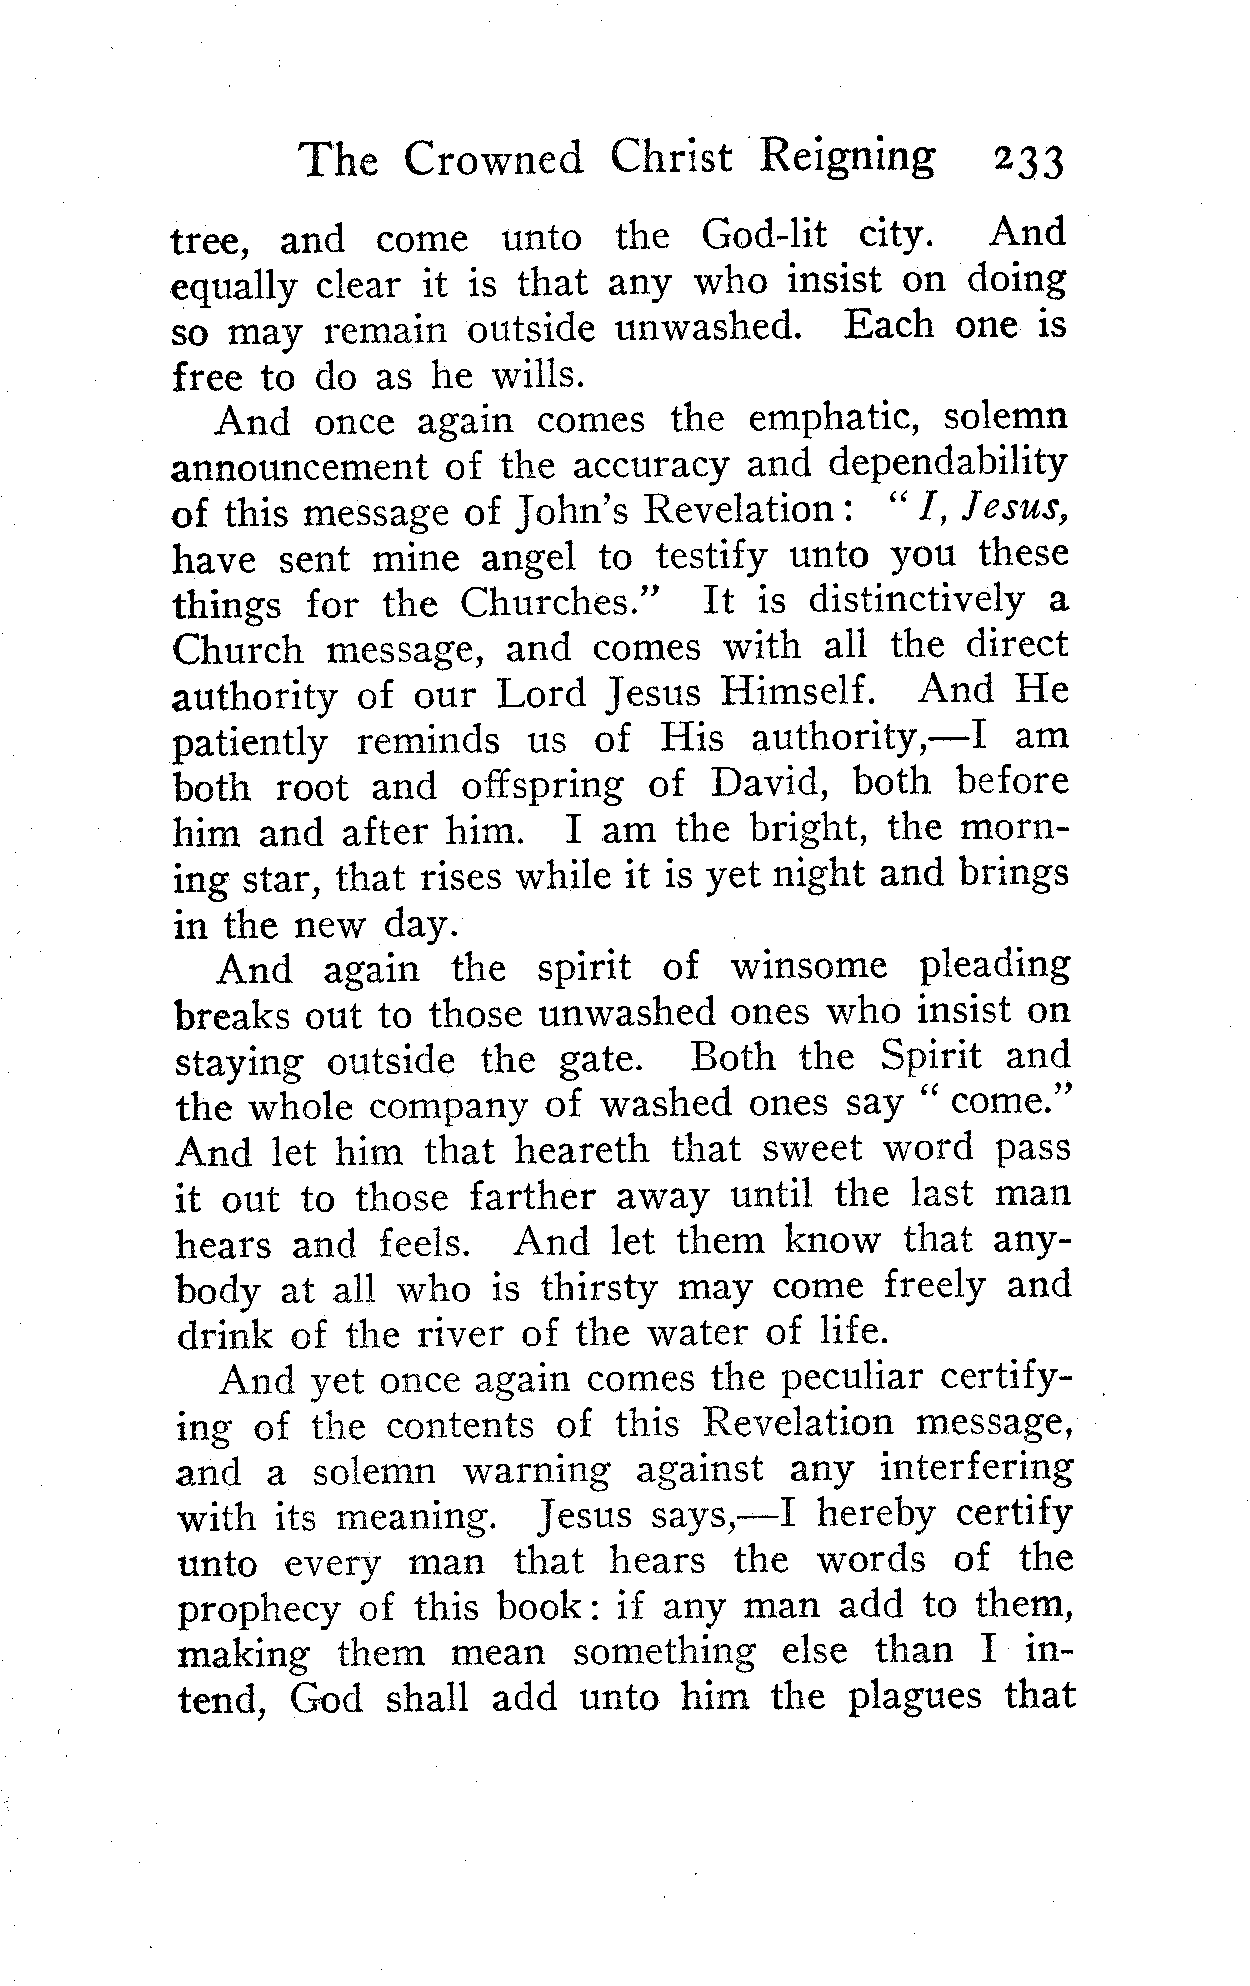 The Crowned Christ Reigning 233
tree, and come unto the God-lit city. And
equally clear it is that any who insist on doing
so may remain outside unwashed. Each one is
free to do as he wills.
And once again comes the emphatic, solemn
announcement of the accuracy and dependability
of this message of John's Revelation: " I, Jesus,
have sent mine angel to testify unto you these
things for the Churches." It is distinctively a
Church message, and comes with all the direct
authority of our Lord Jesus Himself. And He
patiently reminds us of His authority,—I am
both root and offspring of David, both before
him and after him. I am the bright, the morn-
ing star, that rises while it is yet night and brings
in the new day.
And again the spirit of winsome pleading
breaks out to those unwashed ones who insist on
staying outside the gate. Both the Spirit and
the whole company of washed ones say " come."
And let him that heareth that sweet word pass
it out to those farther away until the last man
hears and feels. And let them know that any-
body at all who is thirsty may come freely and
drink of the river of the water of life.
And yet once again comes the peculiar certify-
ing of the contents of this Revelation message,
and a solemn warning against any interfering
with its meaning. Jesus says,—I hereby certify
unto every man that hears the words of the
prophecy of this book: if any man add to them,
making them mean something else than I in-
tend, God shall add unto him the plagues that